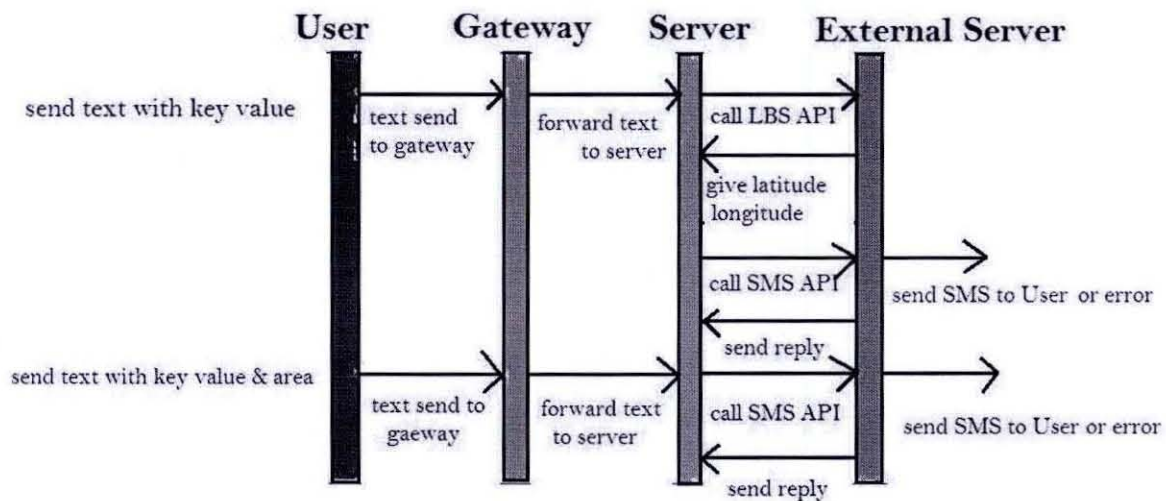 User Gateway Server External Server
send text with key value
text send
to gateway
forward text
to server
call LBS API
give latitude
longitude
call SMS API
send SMS to User or error
send reply
send text with key value & area
text send to
gaeway
forward text
to server
call SMS API
send SMS to User or error
send reply